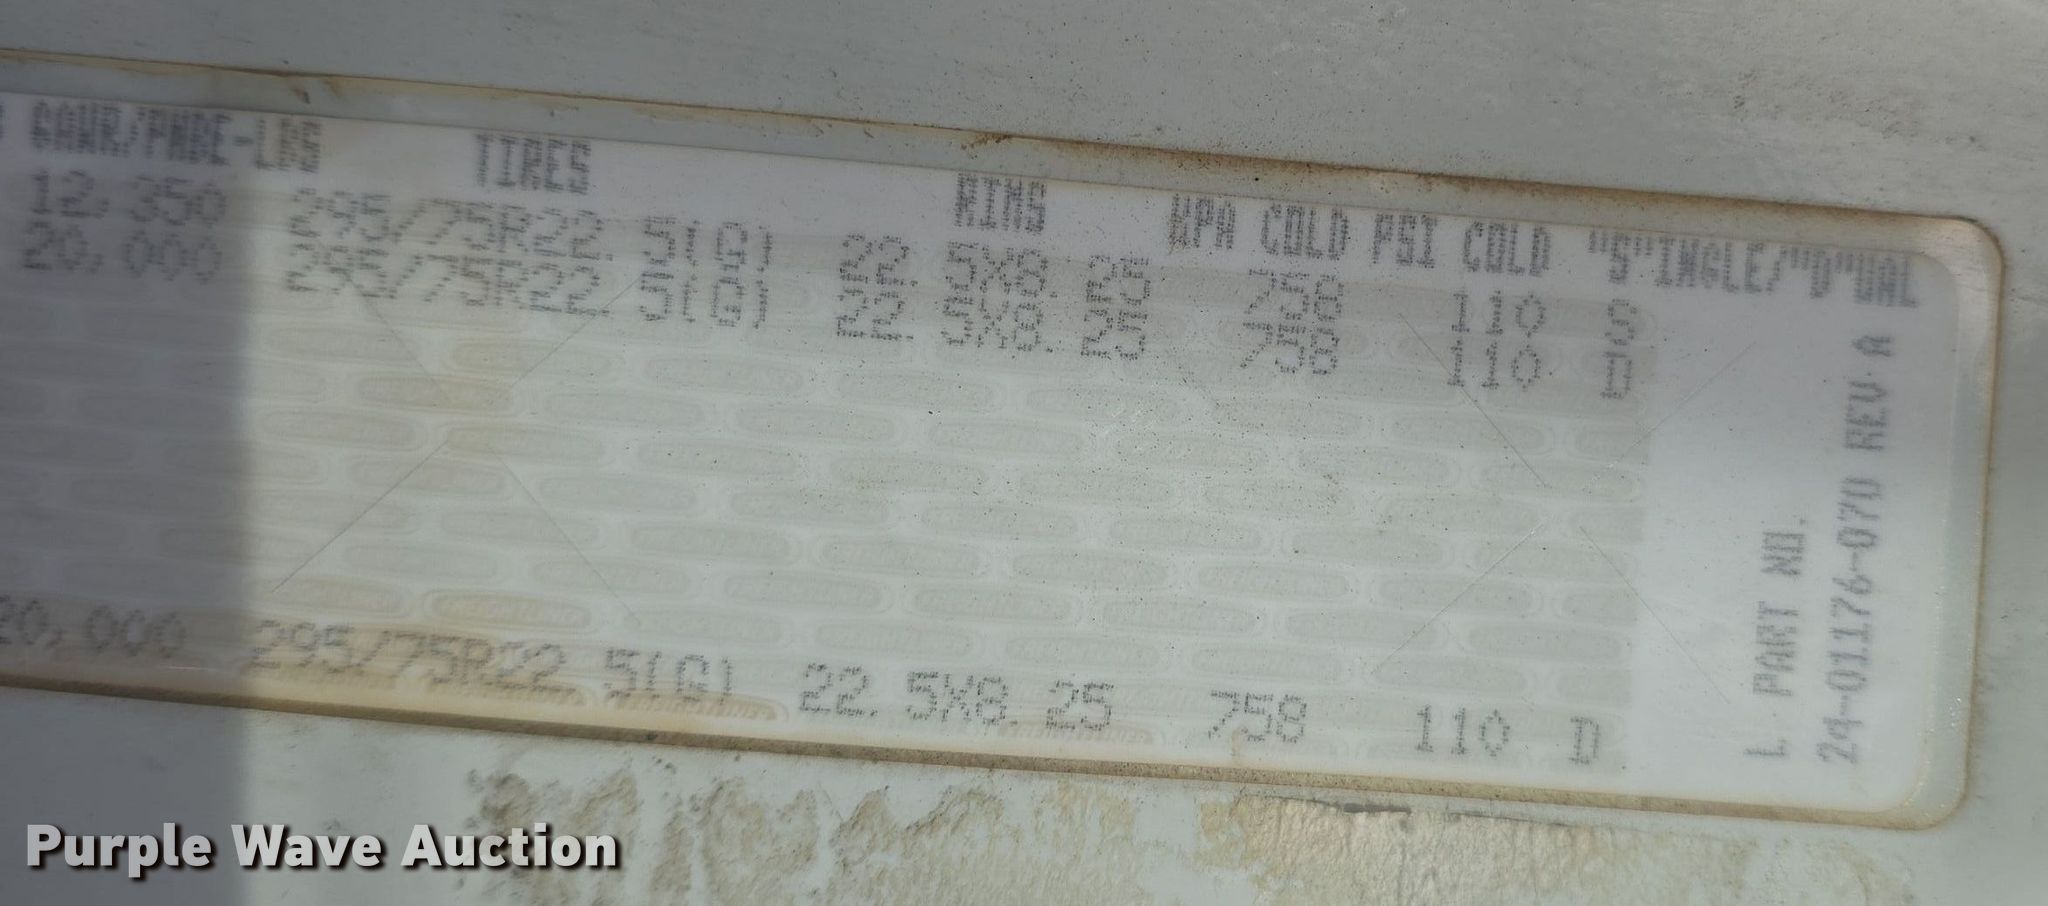 GAWR/PNBE-LBS TIRES RIMS KPA COLD PSI COLD "S"INGLE/"D"UAL
12,350 295/75R22.5(G) 22.5X8.25 758 110 S
20,000 295/75R22.5(G) 22.5X8.25 758 110 D
20,000 295/75R22.5(G) 22.5X8.25 758 110 D
L PART NO.
24-01176-070 REV A
Purple Wave Auction